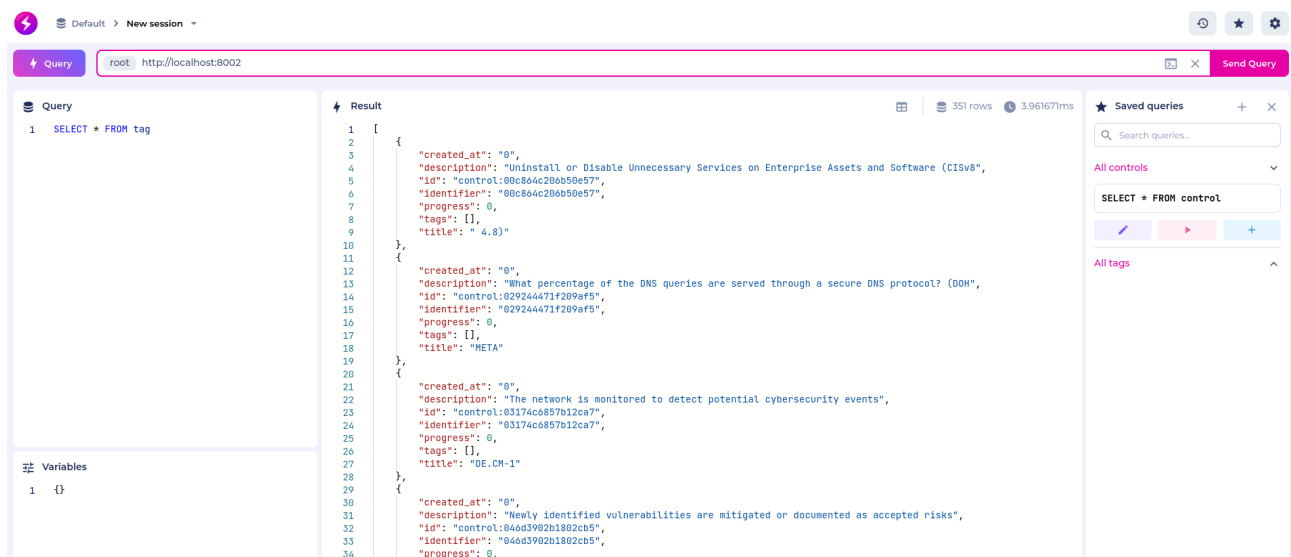 Default > New session
Query
root http://localhost:8002
Send Query
Query
1 SELECT * FROM tag
Variables
1 {}
Result
351 rows
3.961671ms
1 [
2 {
3 "created_at": "0",
4 "description": "Uninstall or Disable Unnecessary Services on Enterprise Assets and Software (CISv8",
5 "id": "control:00c864c206b50e57",
6 "identifier": "00c864c206b50e57",
7 "progress": 0,
8 "tags": [],
9 "title": " 4.8)"
10 },
11 {
12 "created_at": "0",
13 "description": "What percentage of the DNS queries are served through a secure DNS protocol? (DOH",
14 "id": "control:029244471f209af5",
15 "identifier": "029244471f209af5",
16 "progress": 0,
17 "tags": [],
18 "title": "META"
19 },
20 {
21 "created_at": "0",
22 "description": "The network is monitored to detect potential cybersecurity events",
23 "id": "control:03174c6857b12ca7",
24 "identifier": "03174c6857b12ca7",
25 "progress": 0,
26 "tags": [],
27 "title": "DE.CM-1"
28 },
29 {
30 "created_at": "0",
31 "description": "Newly identified vulnerabilities are mitigated or documented as accepted risks",
32 "id": "control:046d3902b1802cb5",
33 "identifier": "046d3902b1802cb5",
34 "progress": 0,
Saved queries
Search queries...
All controls
SELECT * FROM control
All tags